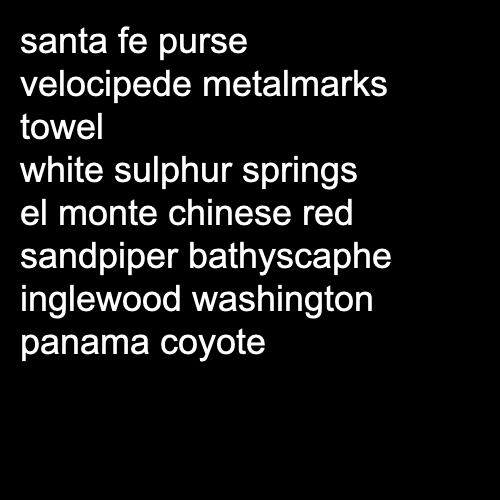 santa fe purse
velocipede metalmarks
towel
white sulphur springs
el monte chinese red
sandpiper bathyscaphe
inglewood washington
panama coyote